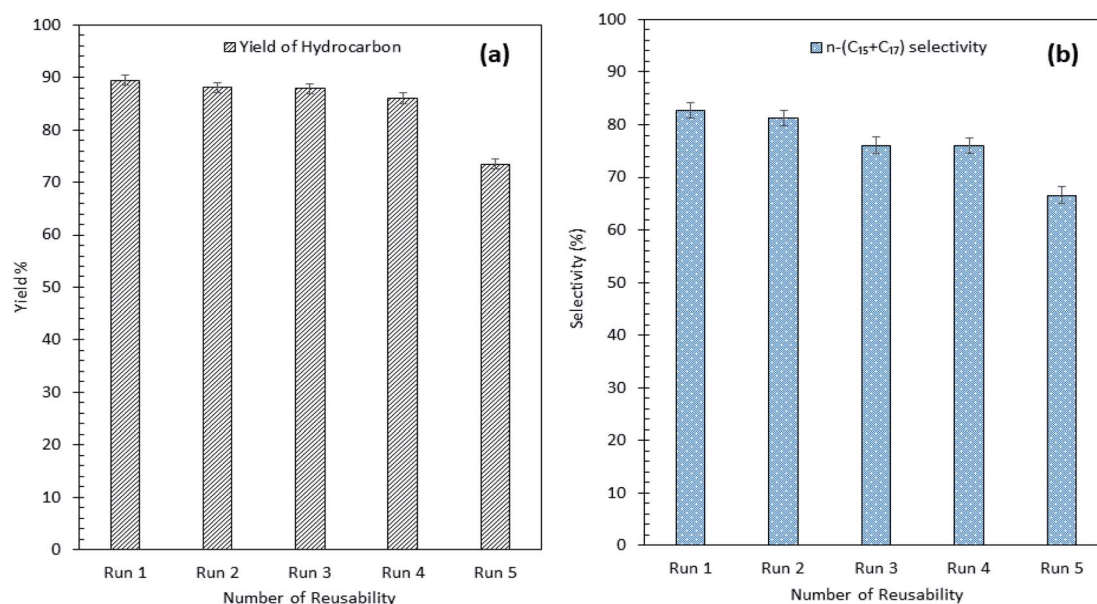 Yield of Hydrocarbon
(a)
Yield %
100
90
80
70
60
50
40
30
20
10
0
Run 1 Run 2 Run 3 Run 4 Run 5
Number of Reusability
n-(C₁₅+C₁₇) selectivity
(b)
Selectivity (%)
100
90
80
70
60
50
40
30
20
10
0
Run 1 Run 2 Run 3 Run 4 Run 5
Number of Reusability